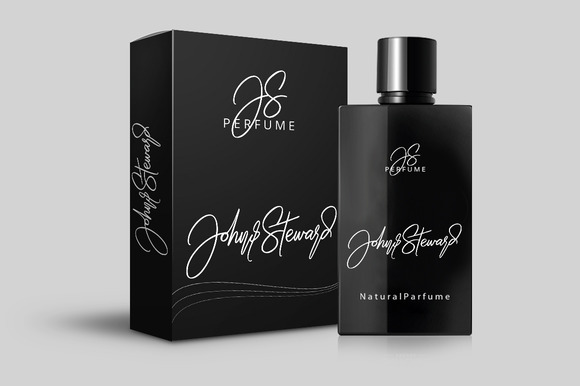 John&Steward
JS
PERFUME
John&Steward
JS
PERFUME
John&Steward
NaturalParfume